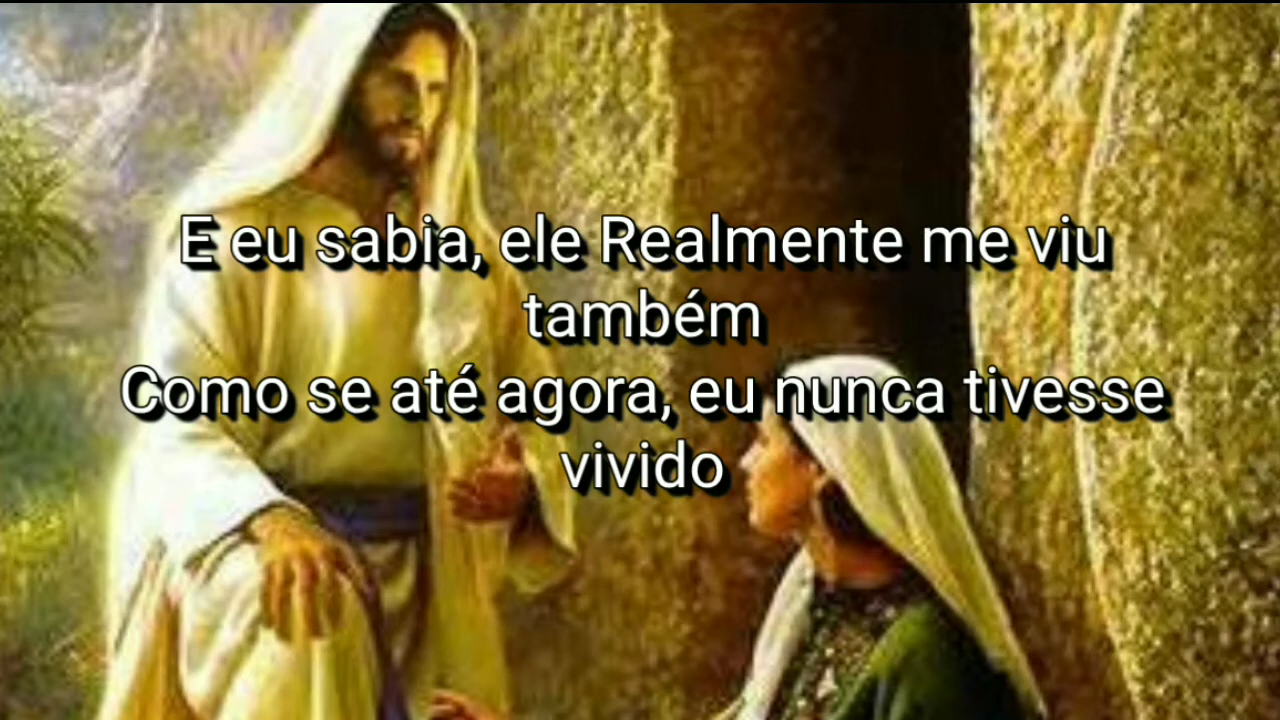 E eu sabia, ele Realmente me viu
também
Como se até agora, eu nunca tivesse
vivido